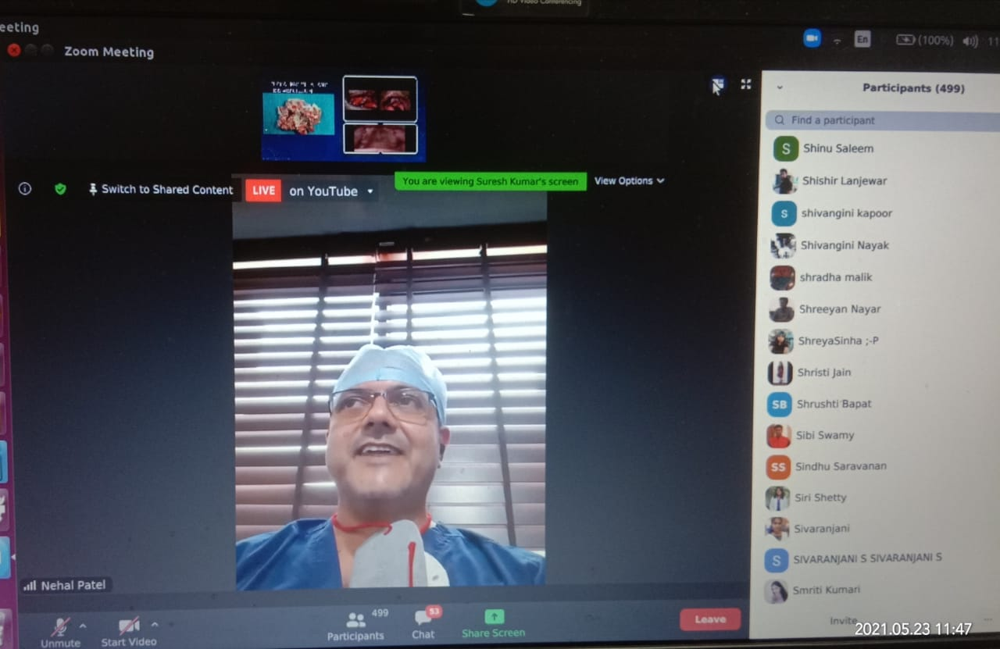 HD Video Conferencing
eeting
En
(100%)
11
Zoom Meeting
Participants (499)
Find a participant
Switch to Shared Content
LIVE on YouTube
You are viewing Suresh Kumar's screen
View Options
S Shinu Saleem
Shishir Lanjewar
S shivangini kapoor
Shivangini Nayak
shradha malik
Shreeyan Nayar
ShreyaSinha ;-P
Shristi Jain
SB Shrushti Bapat
Sibi Swamy
SS Sindhu Saravanan
Siri Shetty
Sivaranjani
S SIVARANJANI S SIVARANJANI S
Smriti Kumari
Nehal Patel
Unmute
Start Video
499
Participants
53
Chat
Share Screen
Leave
Invite
2021.05.23 11:47